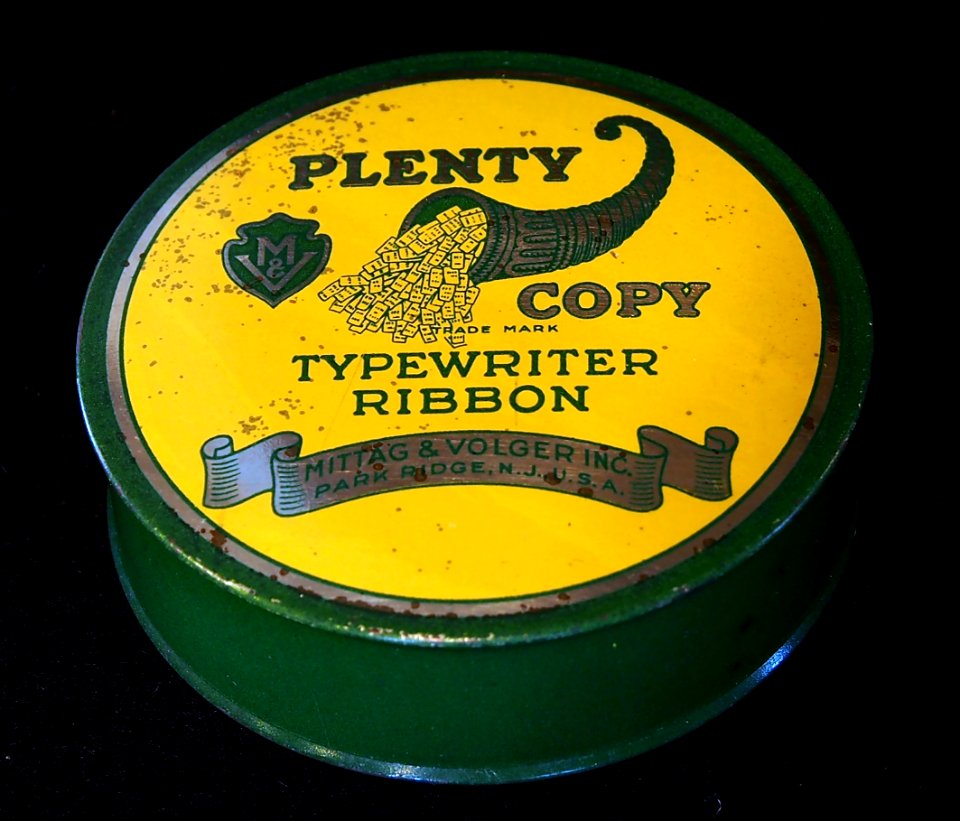 PLENTY
M
&
V
COPY
TRADE MARK
TYPEWRITER
RIBBON
MITTAG & VOLGER INC.
PARK RIDGE, N.J., U.S.A.